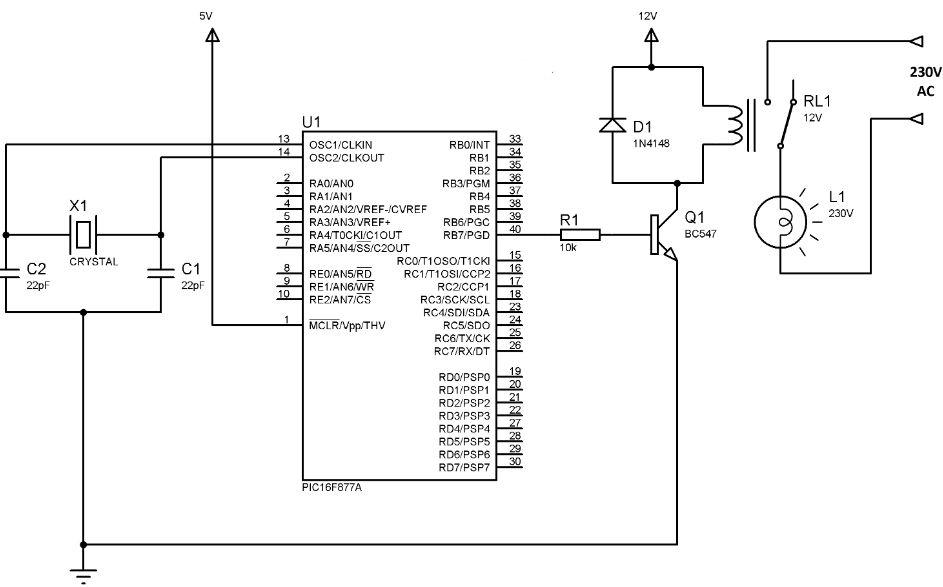 5V
12V
230V
AC
RL1
12V
D1
1N4148
U1
13 OSC1/CLKIN
14 OSC2/CLKOUT
2 RA0/AN0
3 RA1/AN1
4 RA2/AN2/VREF-/CVREF
5 RA3/AN3/VREF+
6 RA4/T0CKI/C1OUT
7 RA5/AN4/SS/C2OUT
8 RE0/AN5/RD
9 RE1/AN6/WR
10 RE2/AN7/CS
1 MCLR/Vpp/THV
RB0/INT 33
RB1 34
RB2 35
RB3/PGM 36
RB4 37
RB5 38
RB6/PGC 39
RB7/PGD 40
RC0/T1OSO/T1CKI 15
RC1/T1OSI/CCP2 16
RC2/CCP1 17
RC3/SCK/SCL 18
RC4/SDI/SDA 23
RC5/SDO 24
RC6/TX/CK 25
RC7/RX/DT 26
RD0/PSP0 19
RD1/PSP1 20
RD2/PSP2 21
RD3/PSP3 22
RD4/PSP4 27
RD5/PSP5 28
RD6/PSP6 29
RD7/PSP7 30
PIC16F877A
X1
CRYSTAL
C2
22pF
C1
22pF
R1
10k
Q1
BC547
L1
230V